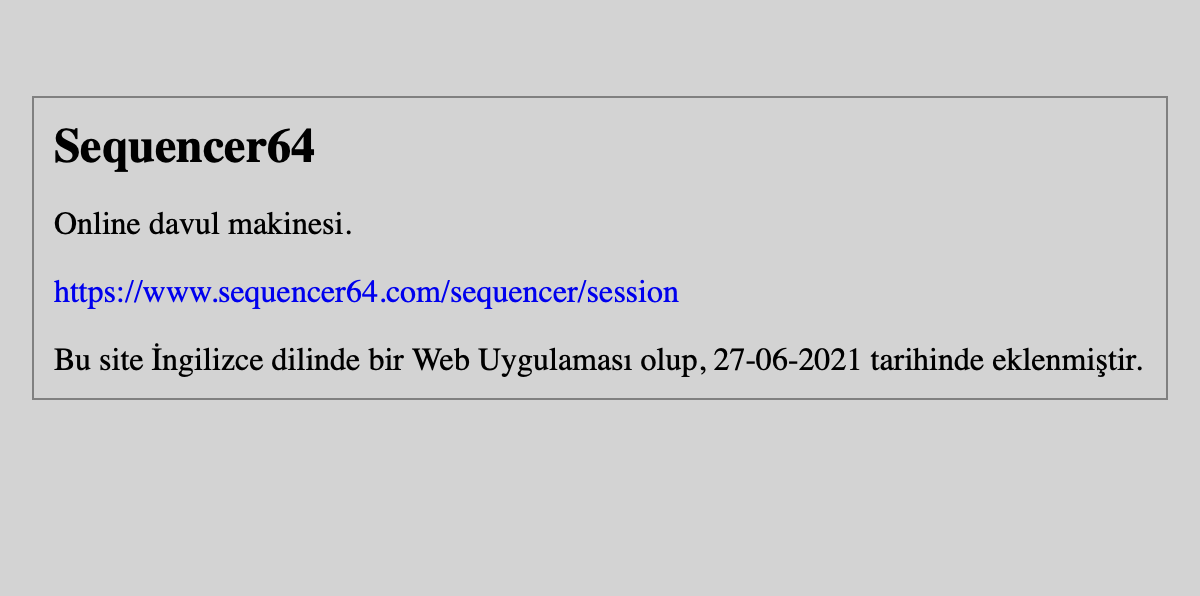 Sequencer64
Online davul makinesi.
https://www.sequencer64.com/sequencer/session
Bu site İngilizce dilinde bir Web Uygulaması olup, 27-06-2021 tarihinde eklenmiştir.